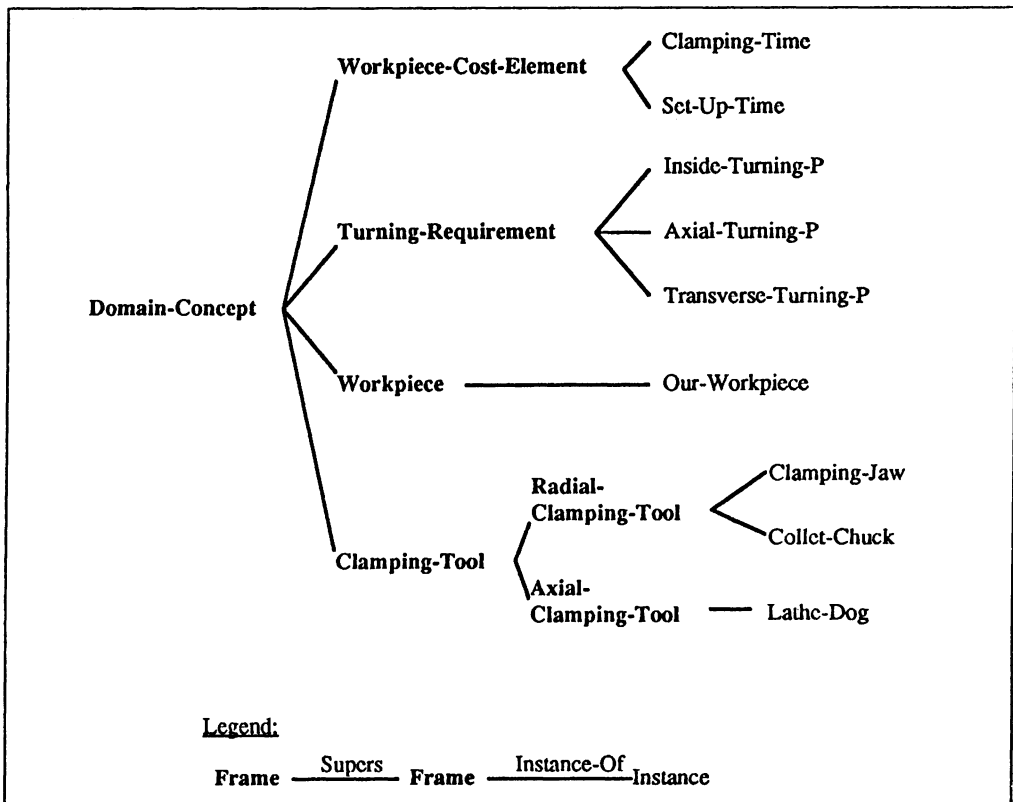 Clamping-Time
Workpiece-Cost-Element
Set-Up-Time
Inside-Turning-P
Turning-Requirement
Axial-Turning-P
Transverse-Turning-P
Domain-Concept
Workpiece
Our-Workpiece
Radial-
Clamping-Tool
Clamping-Jaw
Collet-Chuck
Clamping-Tool
Axial-
Clamping-Tool
Lathe-Dog
Legend:
Frame Supers Frame Instance-Of Instance